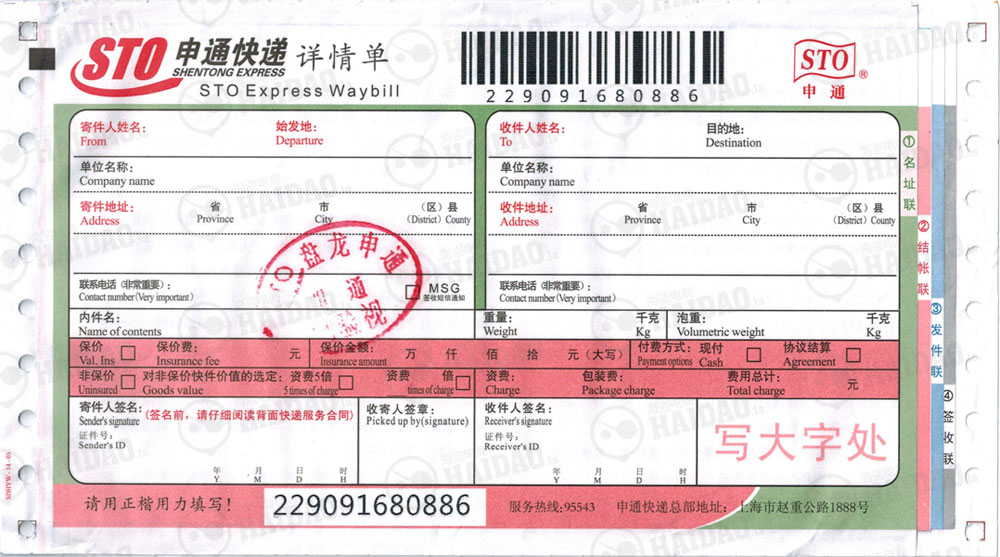 STO 申通快递 详情单
SHENTONG EXPRESS
STO Express Waybill
229091680886
STO ®
申通
寄件人姓名: 始发地:
From Departure
单位名称:
Company name
寄件地址: 省 市 (区)县
Address Province City (District) County
联系电话 (非常重要):
Contact number(Very important)
MSG
签收短信通知
收件人姓名: 目的地:
To Destination
单位名称:
Company name
收件地址: 省 市 (区)县
Address Province City (District) County
联系电话 (非常重要):
Contact number(Very important)
盘龙申通
通
视
内件名:
Name of contents
重量: 千克
Weight Kg
泡重: 千克
Volumetric weight Kg
保价 保价费: 元 保价金额: 万 仟 佰 拾 元 (大写) 付费方式: 现付 协议结算
Val. Ins Insurance fee Insurance amount Payment options Cash Agreement
非保价 对非保价快件价值的选定: 资费5倍 资费 倍 资费: 包装费: 费用总计: 元
Uninsured Goods value 5 times of charge times of charge Charge Package charge Total charge
寄件人签名: (签名前, 请仔细阅读背面快递服务合同)
Sender's signature
证件号:
Sender's ID
年 月 日 时
Y M D H
收寄人签章:
Picked up by(signature)
年 月 日 时
Y M D H
收件人签名:
Receiver's signature
证件号:
Receiver's ID
年 月 日 时
Y M D H
写大字处
请用正楷用力填写!
229091680886
服务热线: 95543 申通快递总部地址: 上海市赵重公路1888号
①名址联
②结帐联
③发件联
④签收联
HAIDAO.la